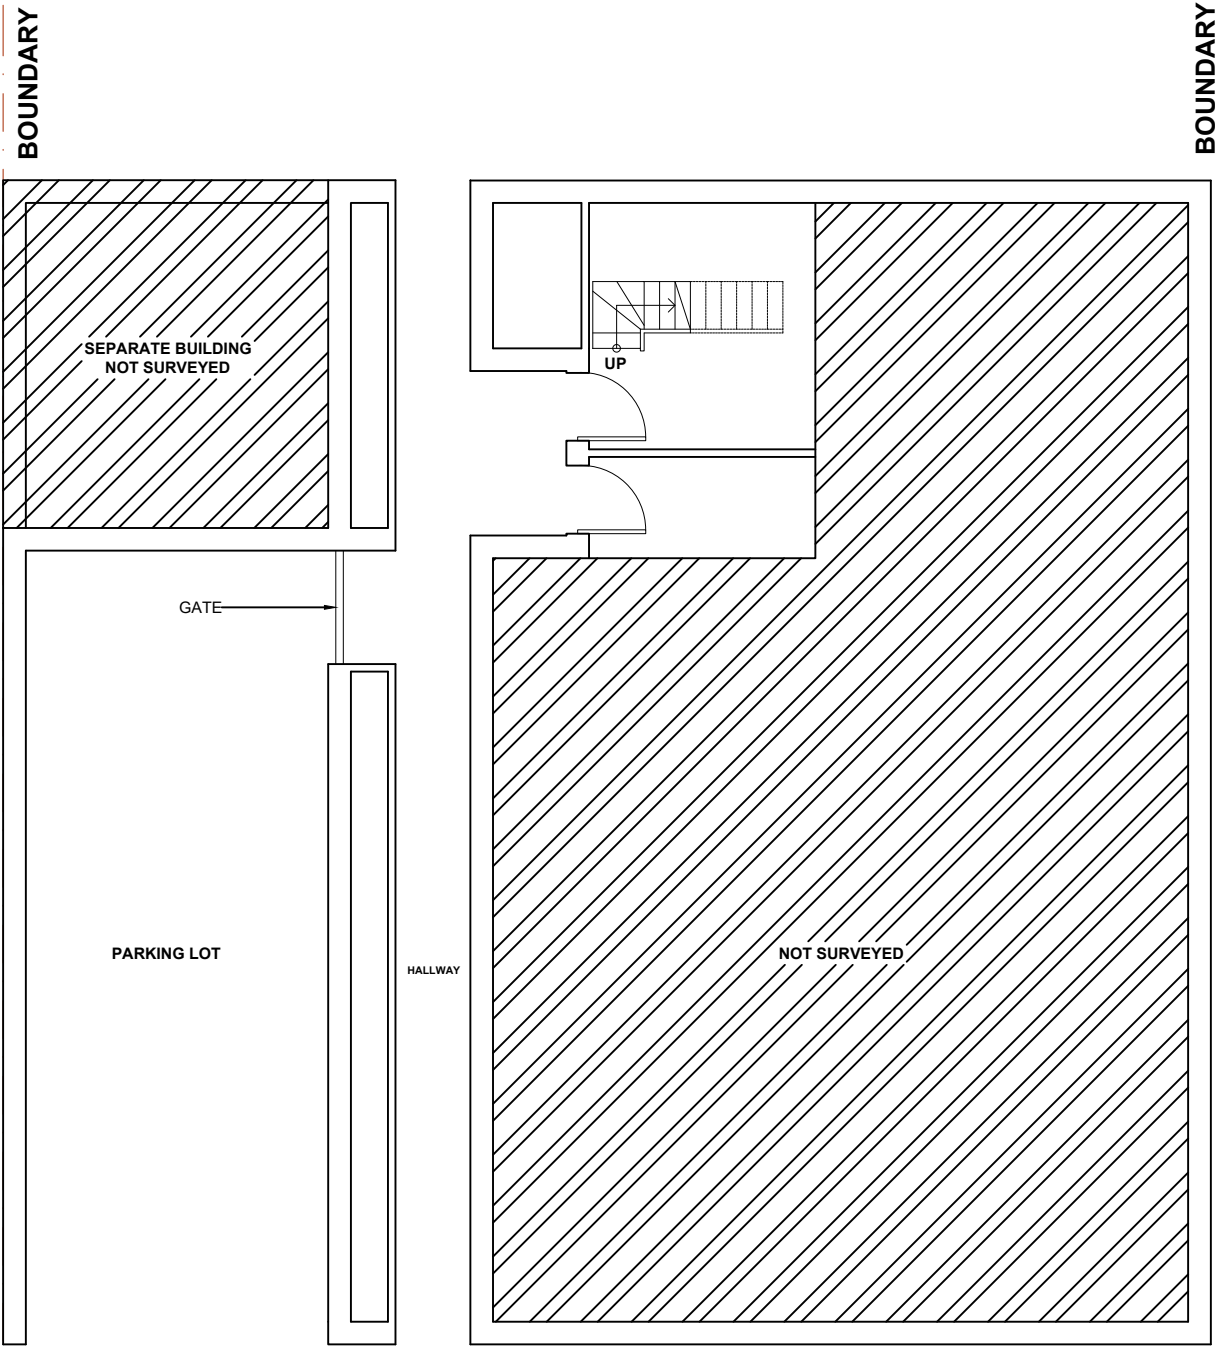 BOUNDARY
BOUNDARY
SEPARATE BUILDING
NOT SURVEYED
UP
GATE
PARKING LOT
NOT SURVEYED
HALLWAY